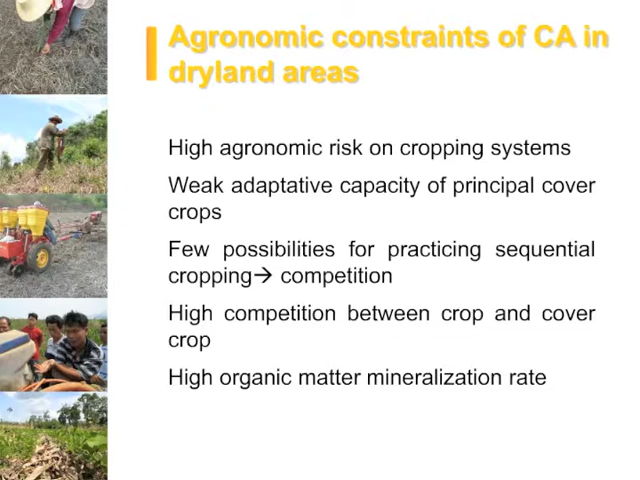 Agronomic constraints of CA in
dryland areas
High agronomic risk on cropping systems
Weak adaptative capacity of principal cover
crops
Few possibilities for practicing sequential
cropping→ competition
High competition between crop and cover
crop
High organic matter mineralization rate